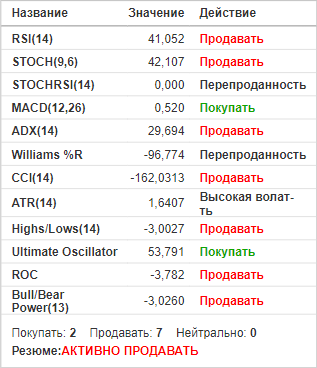 Название Значение Действие
RSI(14) 41,052 Продавать
STOCH(9,6) 42,107 Продавать
STOCHRSI(14) 0,000 Перепроданность
MACD(12,26) 0,520 Покупать
ADX(14) 29,694 Продавать
Williams %R -96,774 Перепроданность
CCI(14) -162,0313 Продавать
ATR(14) 1,6407 Высокая волат-
ть
Highs/Lows(14) -3,0027 Продавать
Ultimate Oscillator 53,791 Покупать
ROC -3,782 Продавать
Bull/Bear
Power(13) -3,0260 Продавать
Покупать: 2 Продавать: 7 Нейтрально: 0
Резюме:АКТИВНО ПРОДАВАТЬ